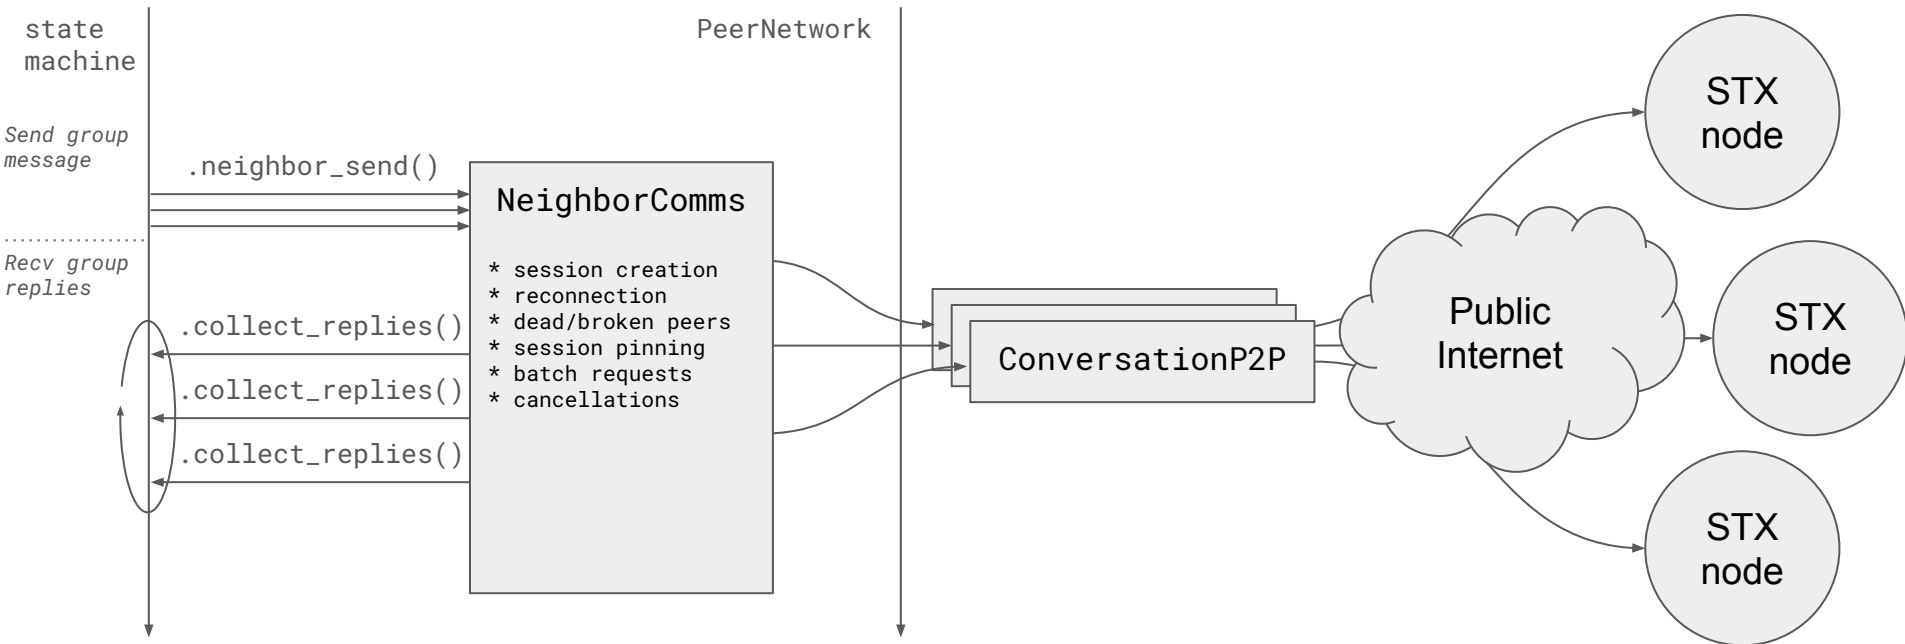 state
machine
PeerNetwork
Send group
message
.neighbor_send()
Recv group
replies
.collect_replies()
.collect_replies()
.collect_replies()
NeighborComms
* session creation
* reconnection
* dead/broken peers
* session pinning
* batch requests
* cancellations
ConversationP2P
Public
Internet
STX
node
STX
node
STX
node